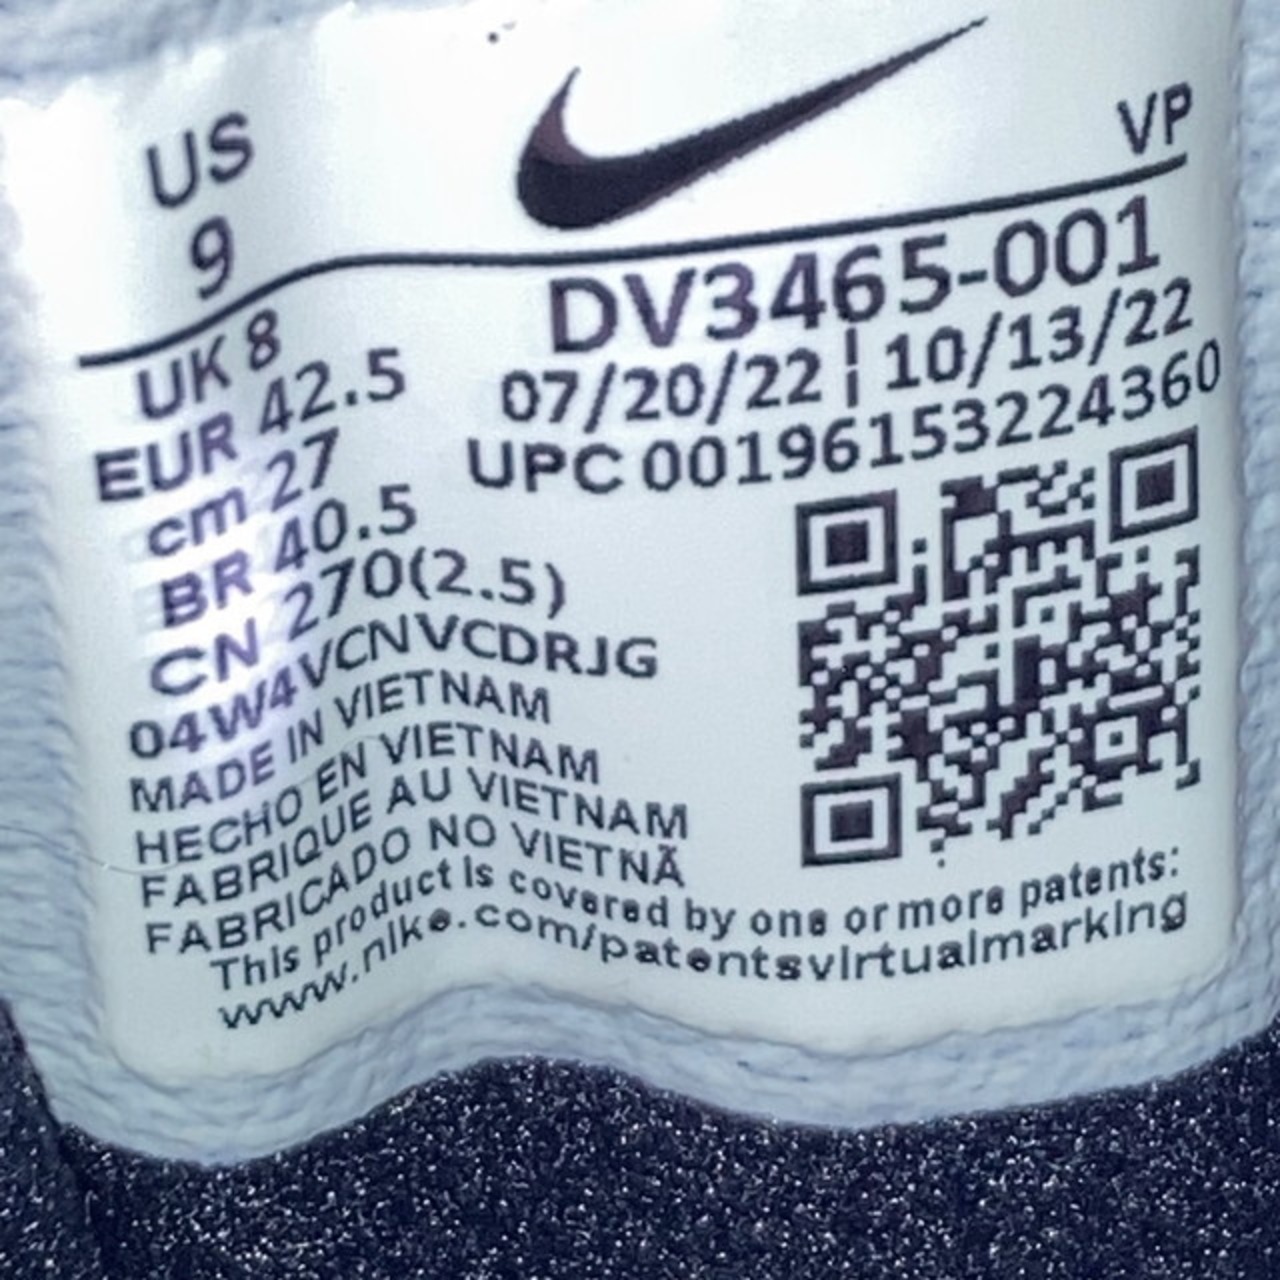 US
9
VP
UK 8
EUR 42.5
cm 27
BR 40.5
CN 270(2.5)
04W4VCNVCDRJG
MADE IN VIETNAM
HECHO EN VIETNAM
FABRIQUE AU VIETNAM
FABRICADO NO VIETNÃ
DV3465-001
07/20/22 ¦ 10/13/22
UPC 00196153224360
This product is covered by one or more patents:
www.nike.com/patentsvirtualmarking